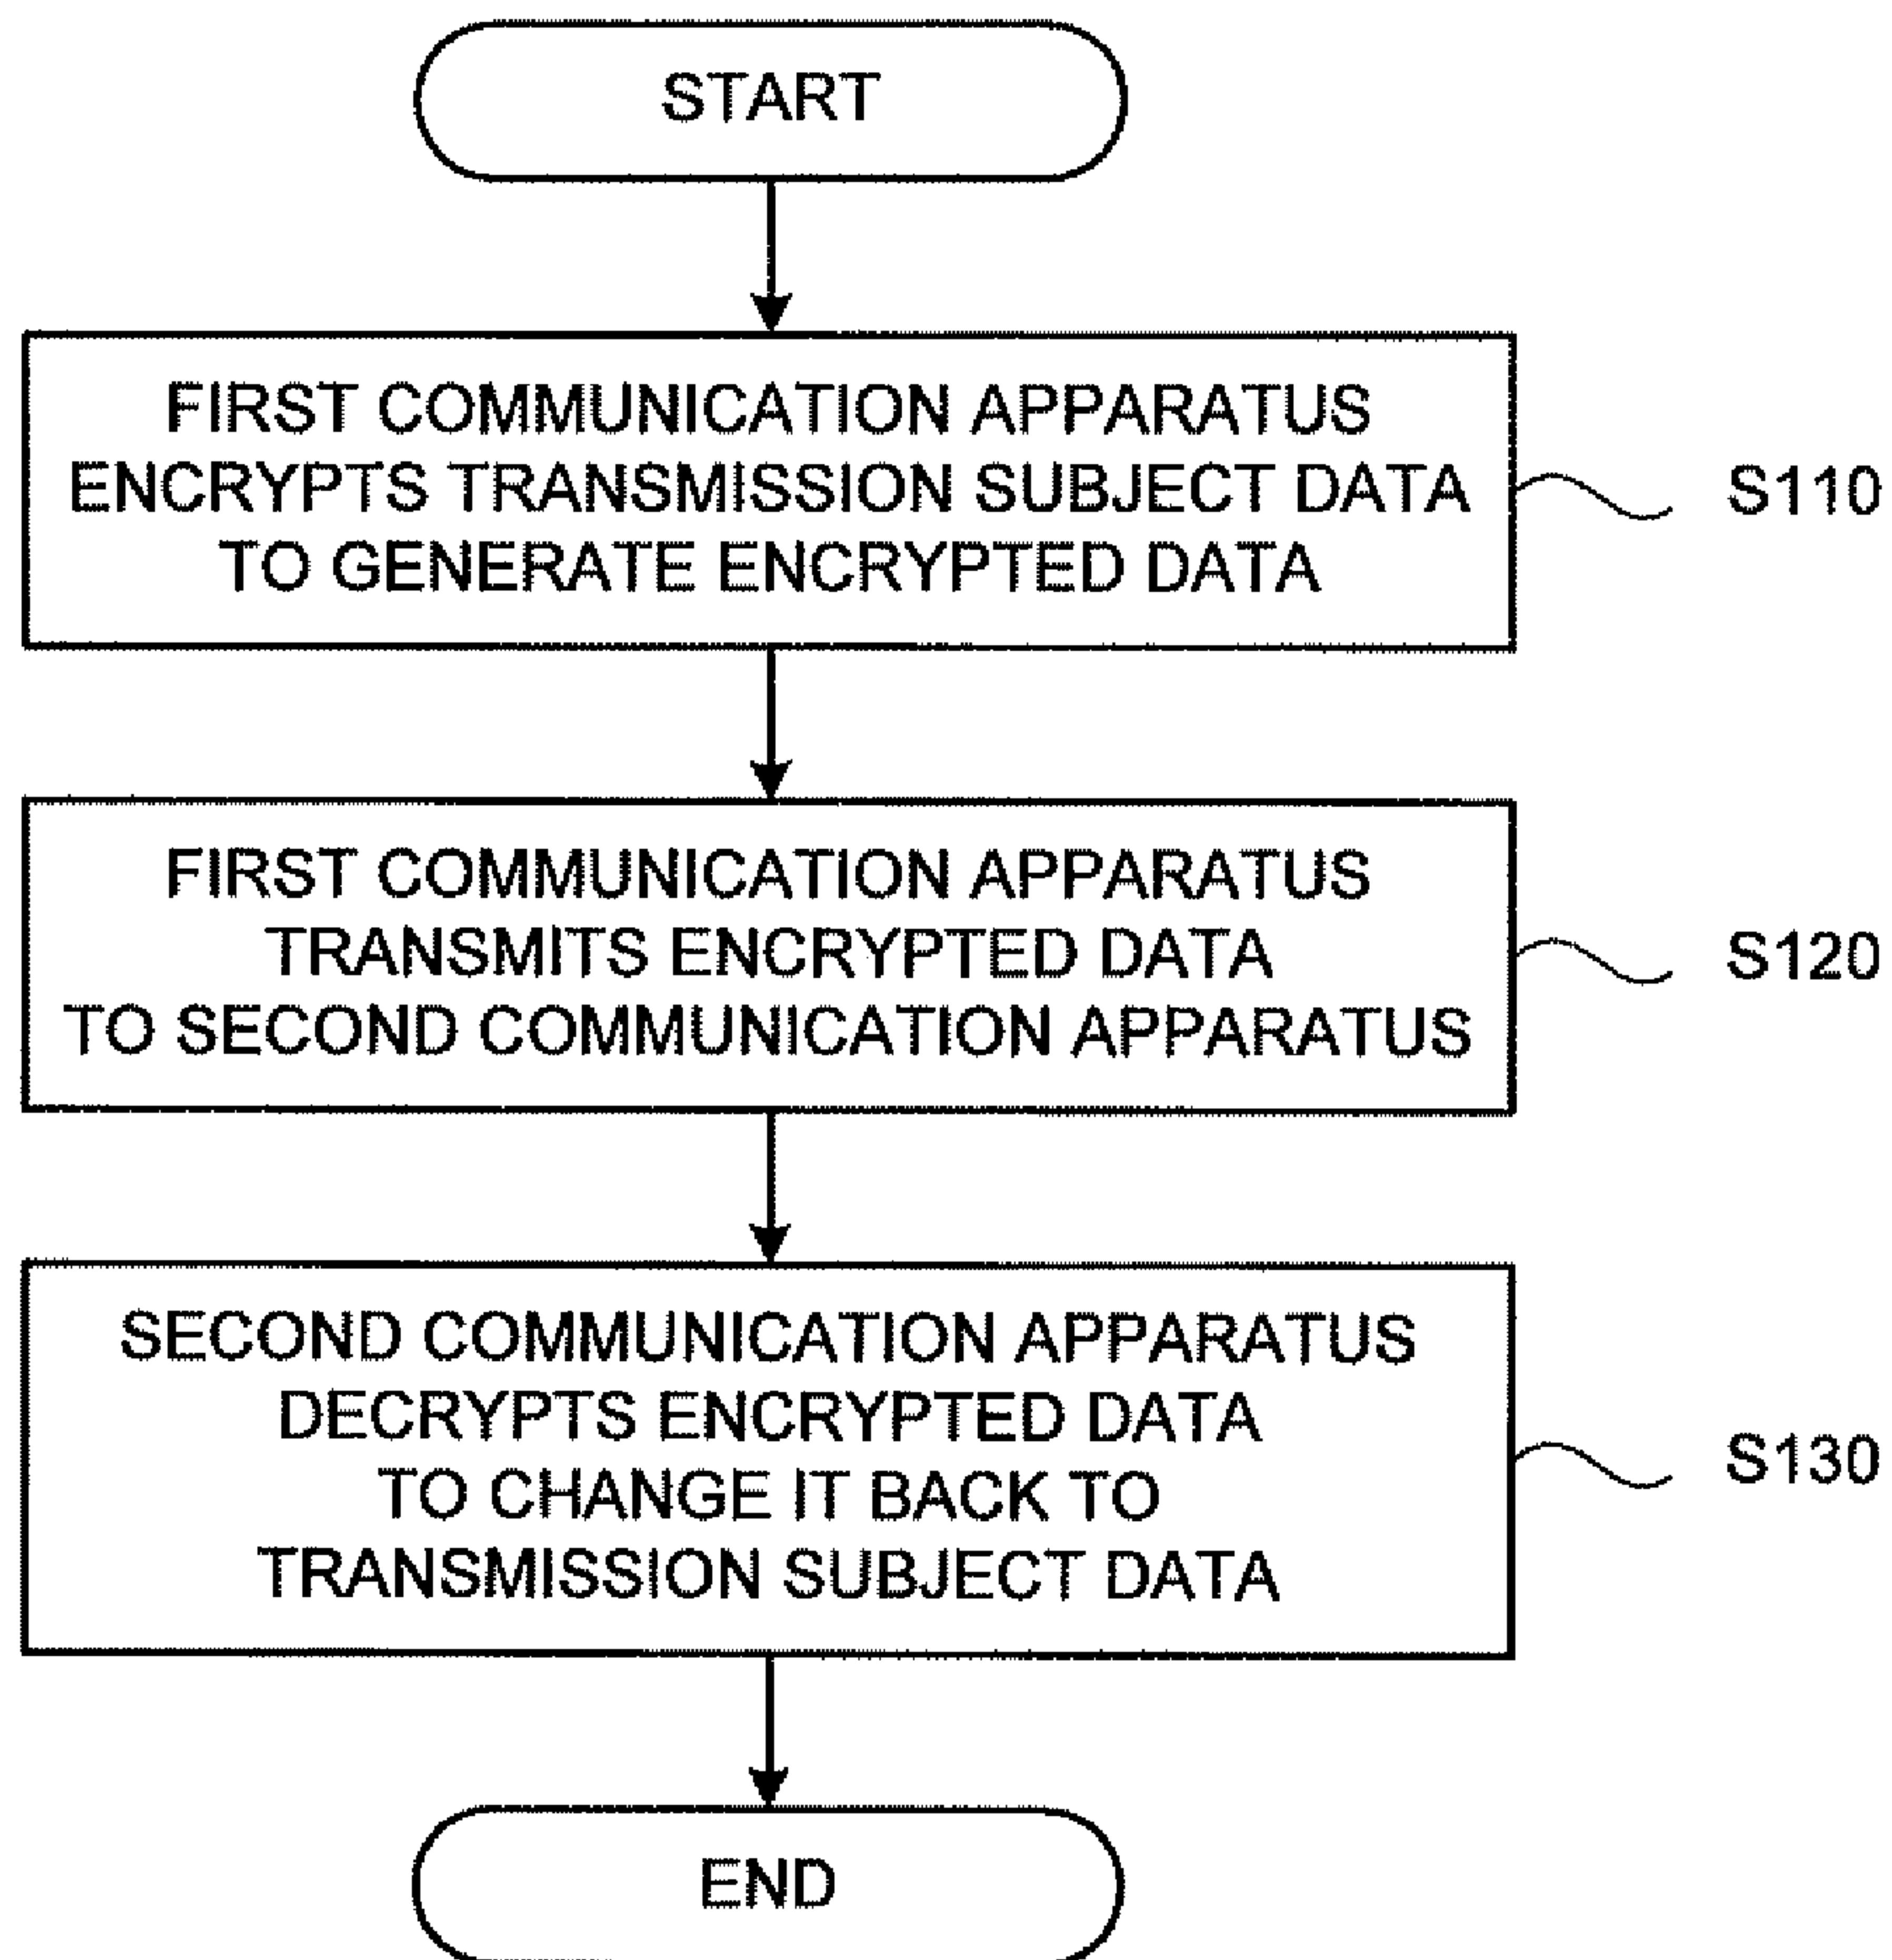 START
FIRST COMMUNICATION APPARATUS
ENCRYPTS TRANSMISSION SUBJECT DATA
TO GENERATE ENCRYPTED DATA
S110
FIRST COMMUNICATION APPARATUS
TRANSMITS ENCRYPTED DATA
TO SECOND COMMUNICATION APPARATUS
S120
SECOND COMMUNICATION APPARATUS
DECRYPTS ENCRYPTED DATA
TO CHANGE IT BACK TO
TRANSMISSION SUBJECT DATA
S130
END